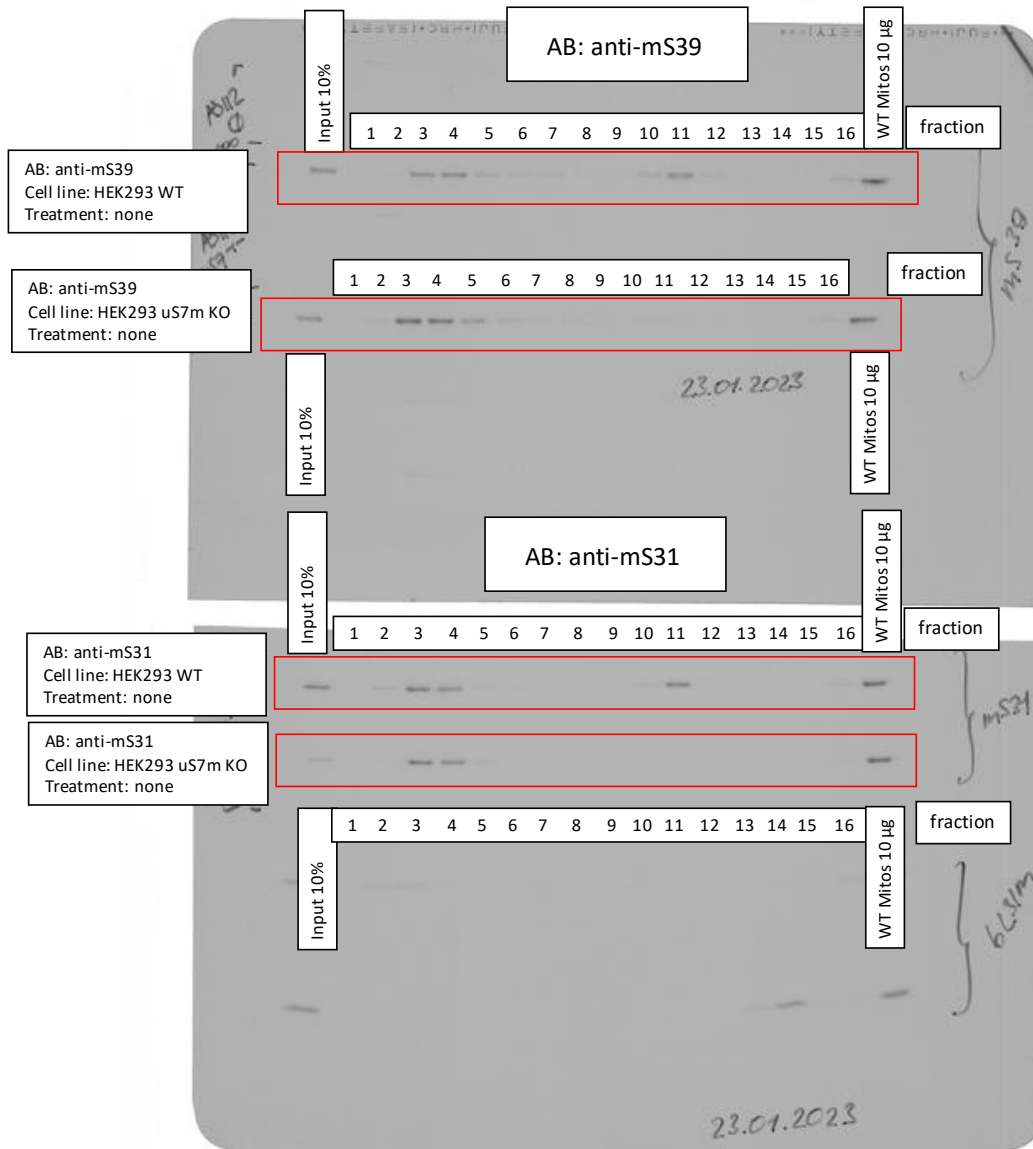 AB: anti-mS39
Input 10%
WT Mitos 10 µg
1 2 3 4 5 6 7 8 9 10 11 12 13 14 15 16
fraction
AB: anti-mS39
Cell line: HEK293 WT
Treatment: none
mS39
fraction
1 2 3 4 5 6 7 8 9 10 11 12 13 14 15 16
AB: anti-mS39
Cell line: HEK293 uS7m KO
Treatment: none
Input 10%
WT Mitos 10 µg
23.01.2023
AB: anti-mS31
Input 10%
WT Mitos 10 µg
1 2 3 4 5 6 7 8 9 10 11 12 13 14 15 16
fraction
AB: anti-mS31
Cell line: HEK293 WT
Treatment: none
mS31
AB: anti-mS31
Cell line: HEK293 uS7m KO
Treatment: none
1 2 3 4 5 6 7 8 9 10 11 12 13 14 15 16
fraction
Input 10%
WT Mitos 10 µg
bL31m
23.01.2023